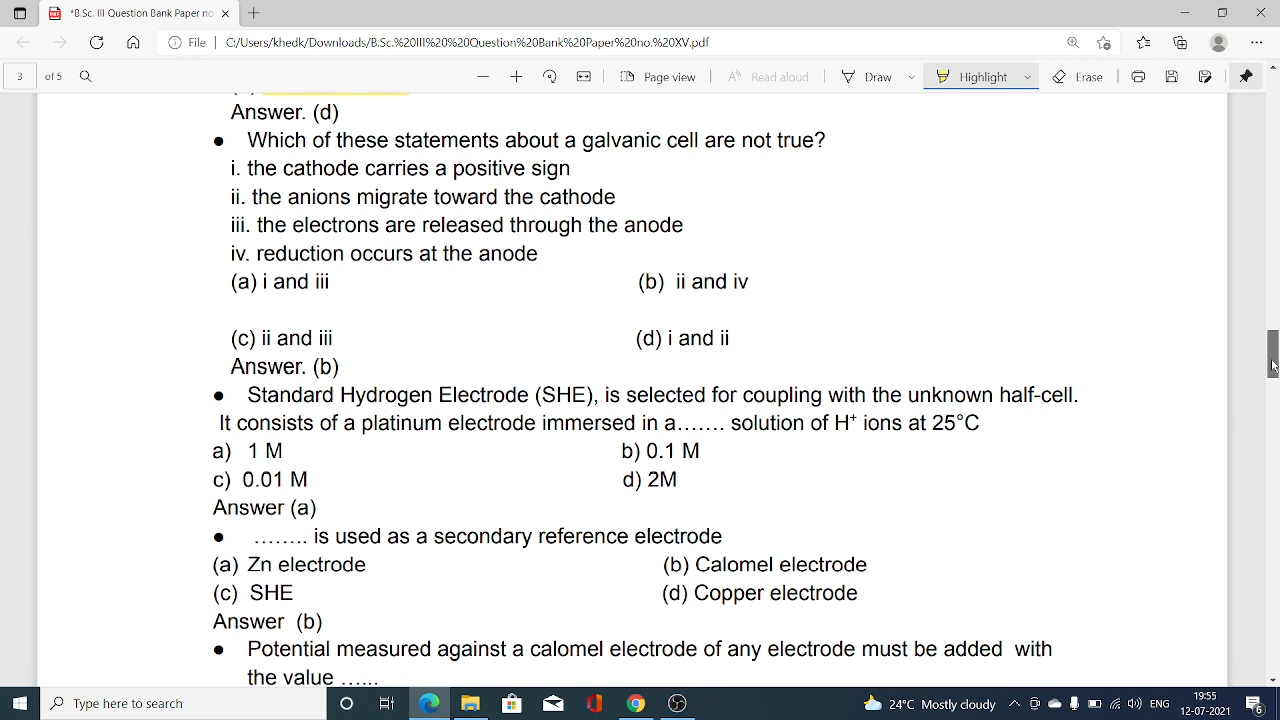 *B.Sc. III Question Bank Paper no
File | C:/Users/khedk/Downloads/B.Sc.%20III%20%20Question%20Bank%20Paper%20no.%20XV.pdf
3 of 5 Page view Read aloud Draw Highlight Erase
Answer. (d)
● Which of these statements about a galvanic cell are not true?
i. the cathode carries a positive sign
ii. the anions migrate toward the cathode
iii. the electrons are released through the anode
iv. reduction occurs at the anode
(a) i and iii (b) ii and iv
(c) ii and iii (d) i and ii
Answer. (b)
● Standard Hydrogen Electrode (SHE), is selected for coupling with the unknown half-cell.
It consists of a platinum electrode immersed in a……. solution of H⁺ ions at 25°C
a) 1 M b) 0.1 M
c) 0.01 M d) 2M
Answer (a)
● …….. is used as a secondary reference electrode
(a) Zn electrode (b) Calomel electrode
(c) SHE (d) Copper electrode
Answer (b)
● Potential measured against a calomel electrode of any electrode must be added with
the value …...
Type here to search 24°C Mostly cloudy ENG 19:55
12-07-2021 6